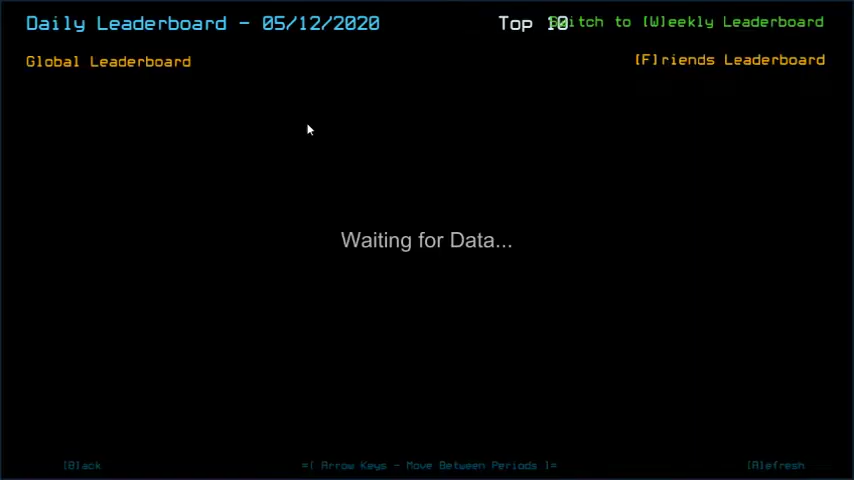 Daily Leaderboard - 05/12/2020
Top 10
Switch to [W]eekly Leaderboard
Global Leaderboard
[F]riends Leaderboard
Waiting for Data...
[B]ack
=[ Arrow Keys - Move Between Periods ]=
[R]efresh